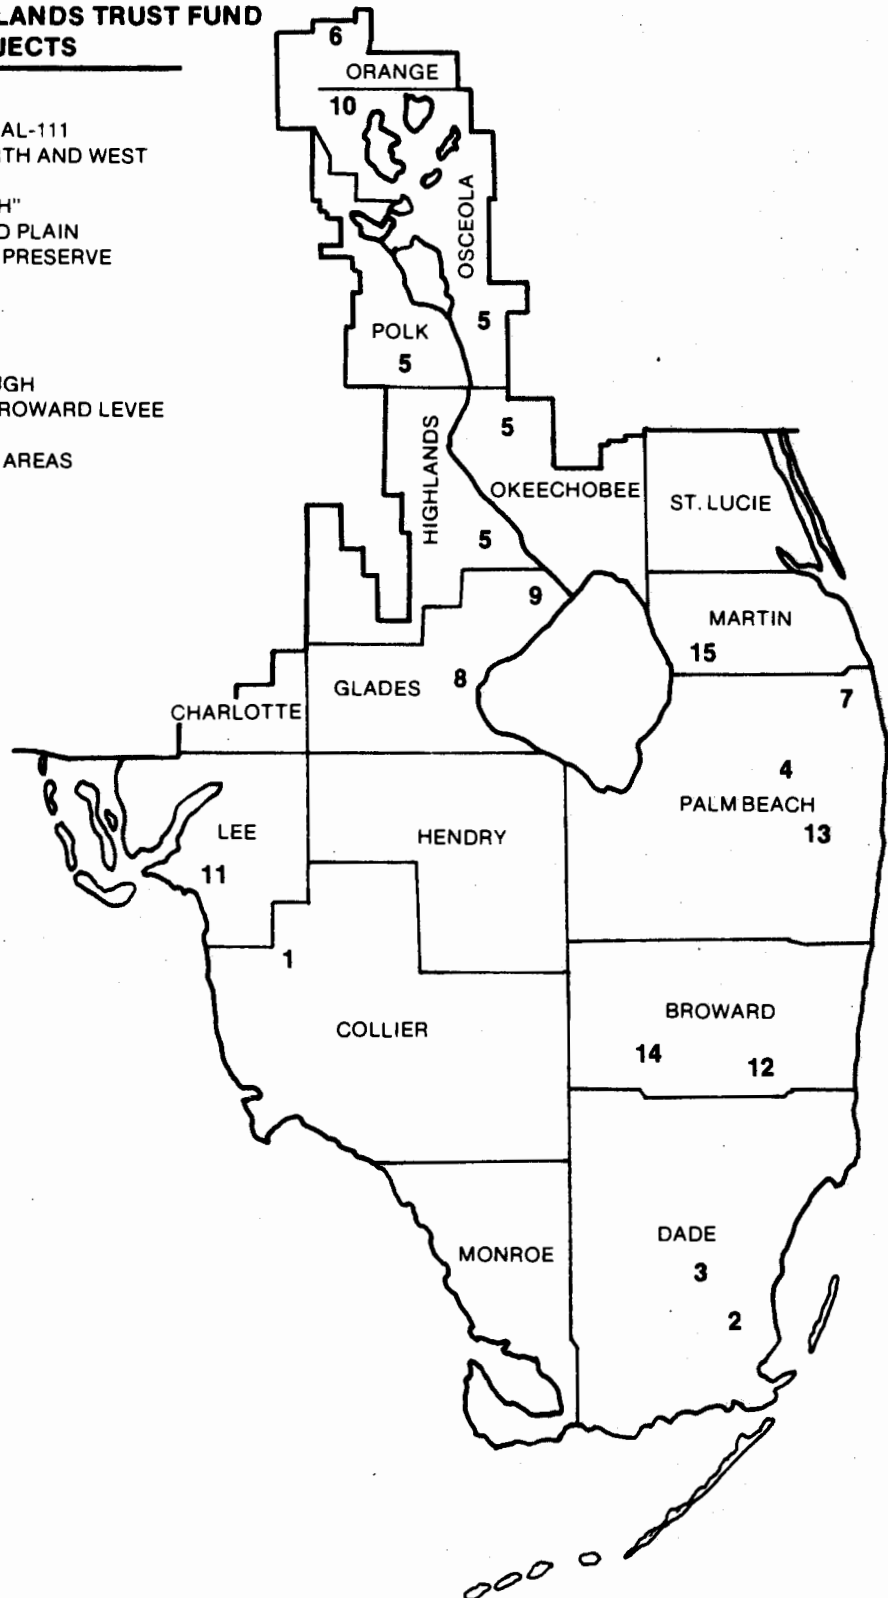 LANDS TRUST FUND
JECTS
AL-111
TH AND WEST
H"
D PLAIN
PRESERVE
UGH
ROWARD LEVEE
AREAS
6
ORANGE
10
OSCEOLA
5
POLK
5
HIGHLANDS
5
OKEECHOBEE
ST. LUCIE
5
9
MARTIN
15
8
GLADES
7
CHARLOTTE
4
PALM BEACH
13
LEE
HENDRY
11
1
COLLIER
BROWARD
14
12
MONROE
DADE
3
2